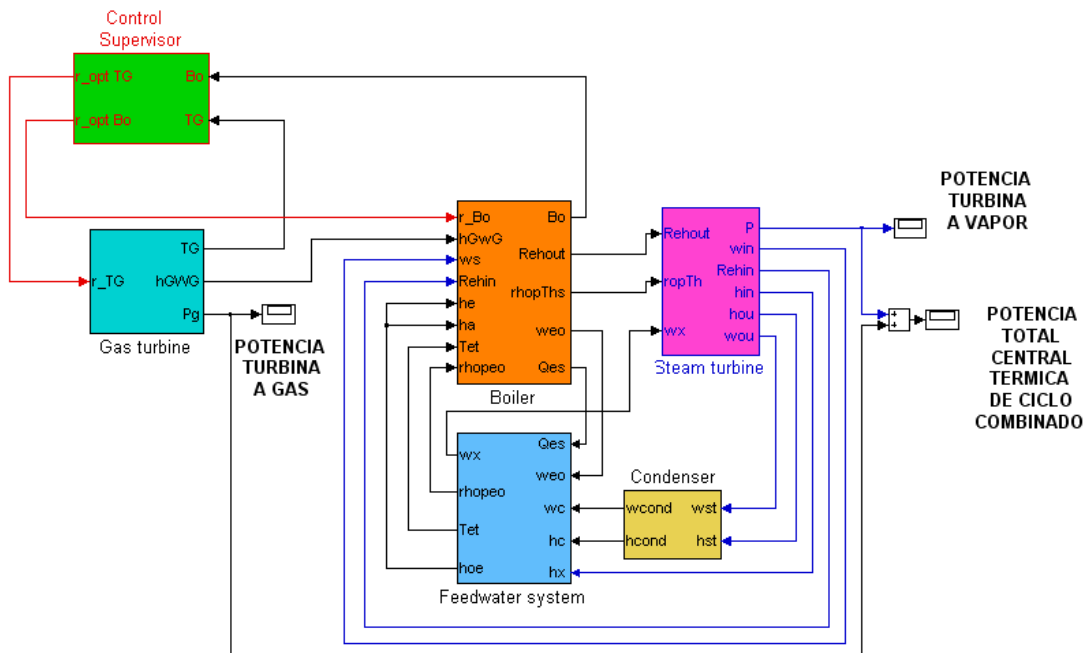 Control
Supervisor
r_opt TG
Bo
r_opt Bo
TG
TG
r_TG
hGWG
Pg
Gas turbine
POTENCIA
TURBINA
A GAS
r_Bo
Bo
hGwG
ws
Rehout
Rehin
rhopThs
he
ha
weo
Tet
Qes
rhopeo
Boiler
Rehout
P
win
Rehin
ropTh
hin
hou
wx
wou
Steam turbine
POTENCIA
TURBINA
A VAPOR
+
+
POTENCIA
TOTAL
CENTRAL
TERMICA
DE CICLO
COMBINADO
Qes
wx
weo
rhopeo
wc
Tet
hc
hoe
hx
Feedwater system
Condenser
wcond
wst
hcond
hst